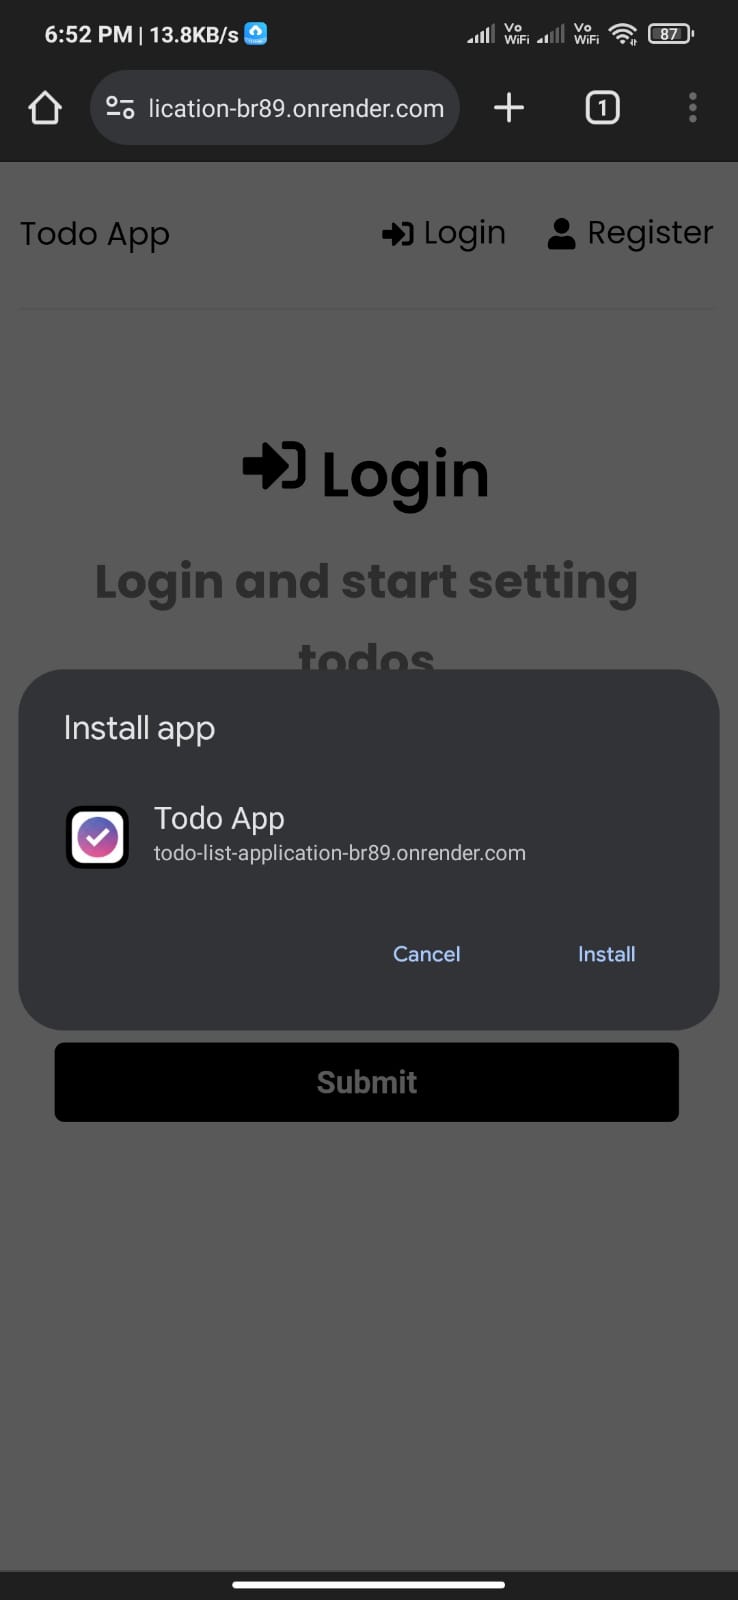 6:52 PM | 13.8KB/s
Vo WiFi
Vo WiFi
87
lication-br89.onrender.com
1
Todo App
Login
Register
Login
Login and start setting
todos
Install app
Todo App
todo-list-application-br89.onrender.com
Cancel
Install
Submit